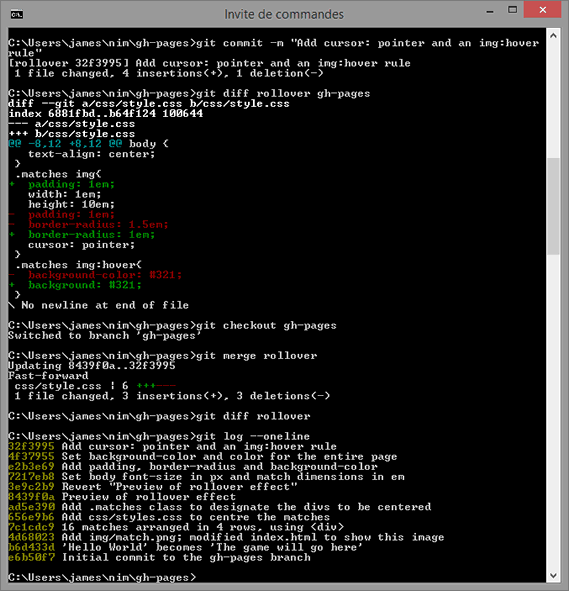 Invite de commandes
C:\Users\james\nim\gh-pages>git commit -m "Add cursor: pointer and an img:hover
rule"
[rollover 32f3995] Add cursor: pointer and an img:hover rule
 1 file changed, 4 insertions(+), 1 deletion(-)
C:\Users\james\nim\gh-pages>git diff rollover gh-pages
diff --git a/css/style.css b/css/style.css
index 6881fbd..b64f124 100644
--- a/css/style.css
+++ b/css/style.css
@@ -8,12 +8,12 @@ body {
   text-align: center;
 }
 .matches img{
+  padding: 1em;
   width: 1em;
   height: 10em;
-  padding: 1em;
-  border-radius: 1.5em;
+  border-radius: 1em;
   cursor: pointer;
 }
 .matches img:hover{
-  background-color: #321;
+  background: #321;
 }
\ No newline at end of file
C:\Users\james\nim\gh-pages>git checkout gh-pages
Switched to branch 'gh-pages'
C:\Users\james\nim\gh-pages>git merge rollover
Updating 8439f0a..32f3995
Fast-forward
 css/style.css | 6 +++---
 1 file changed, 3 insertions(+), 3 deletions(-)
C:\Users\james\nim\gh-pages>git diff rollover
C:\Users\james\nim\gh-pages>git log --oneline
32f3995 Add cursor: pointer and an img:hover rule
4f37955 Set background-color and color for the entire page
e2b3e69 Add padding, border-radius and background-color
7217eb8 Set body font-size in px and match dimensions in em
3e9c2b9 Revert "Preview of rollover effect"
8439f0a Preview of rollover effect
ad5e390 Add .matches class to designate the divs to be centered
656e9b6 Add css/styles.css to centre the matches
7c1cdc9 16 matches arranged in 4 rows, using <div>
4d68023 Add img/match.png; modified index.html to show this image
b6d433d 'Hello World' becomes 'The game will go here'
e6b50f7 Initial commit to the gh-pages branch
C:\Users\james\nim\gh-pages>